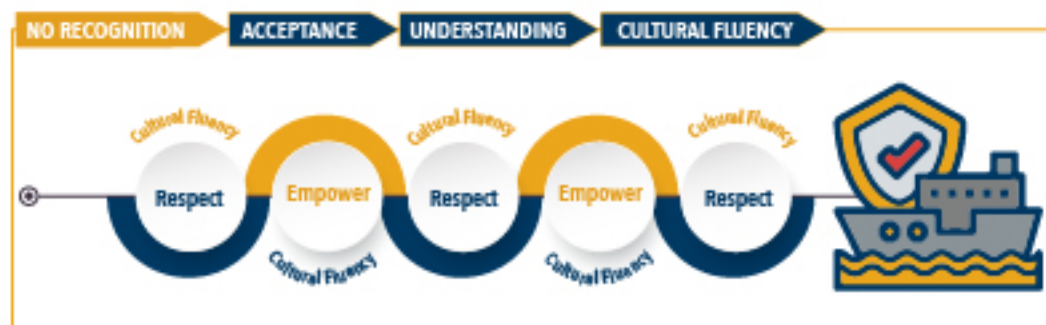 NO RECOGNITION ACCEPTANCE UNDERSTANDING CULTURAL FLUENCY
Cultural Fluency Cultural Fluency Cultural Fluency
Respect Empower Respect Empower Respect
Cultural Fluency Cultural Fluency